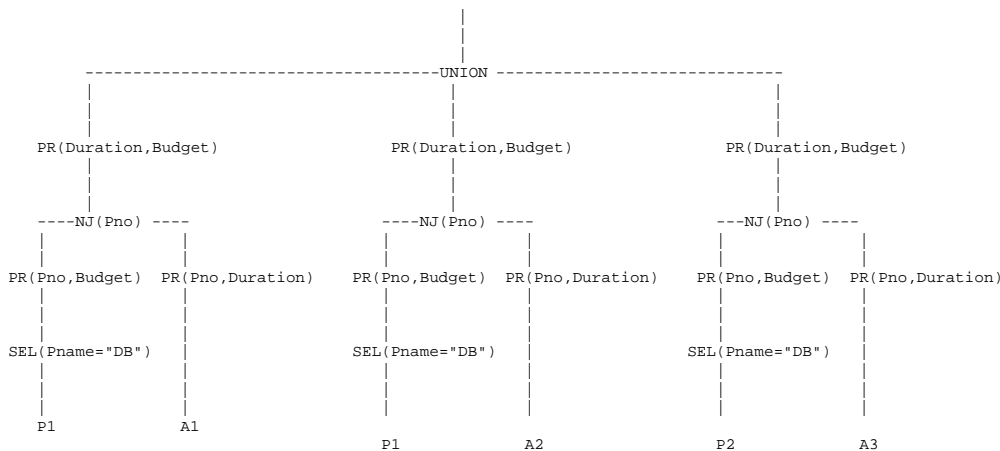 UNION
PR(Duration,Budget) PR(Duration,Budget) PR(Duration,Budget)
NJ(Pno) NJ(Pno) NJ(Pno)
PR(Pno,Budget) PR(Pno,Duration) PR(Pno,Budget) PR(Pno,Duration) PR(Pno,Budget) PR(Pno,Duration)
SEL(Pname="DB") SEL(Pname="DB") SEL(Pname="DB")
P1 A1
P1 A2 P2 A3